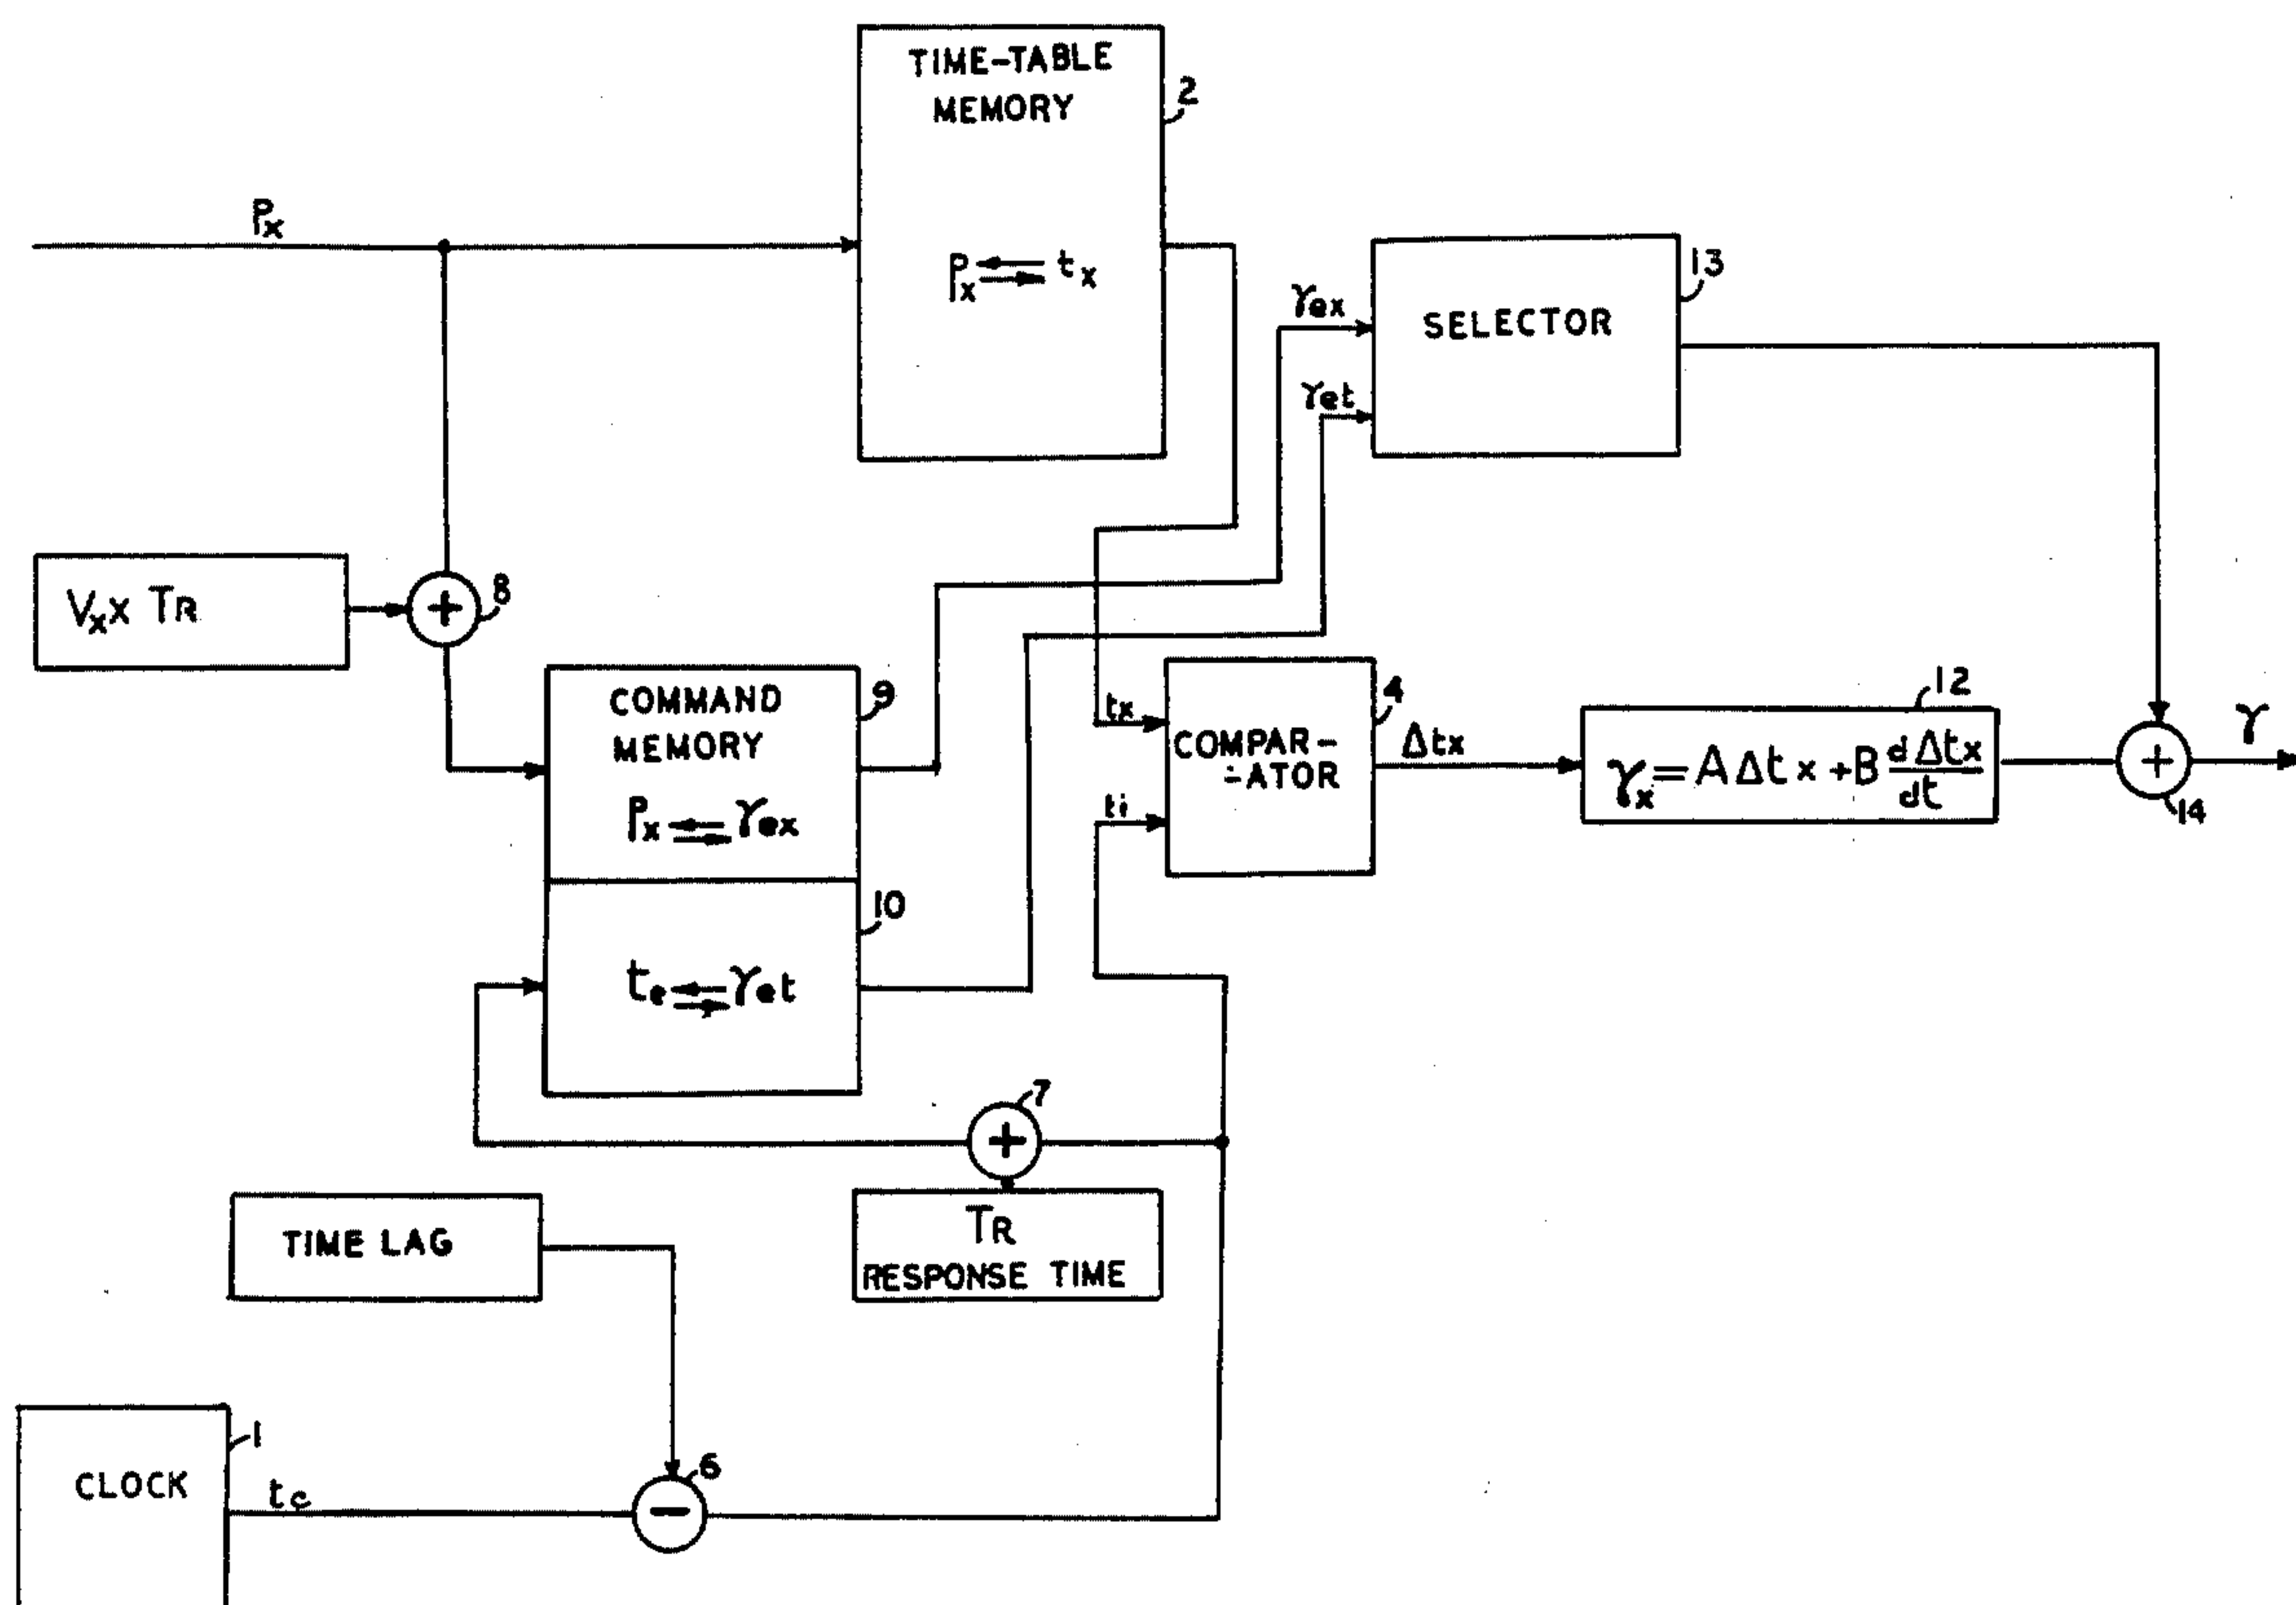 TIME-TABLE
MEMORY
2
Px
Px ⇄ tx
13
γex
SELECTOR
γet
Vx x TR
+
8
COMMAND
MEMORY
9
Px ⇄ γex
10
te ⇄ γet
tx
4
COMPAR-
=ATOR
ti
Δtx
12
γx = A Δtx + B dΔtx/dt
+
14
γ
7
+
TR
RESPONSE TIME
TIME LAG
1
CLOCK
tc
6
−